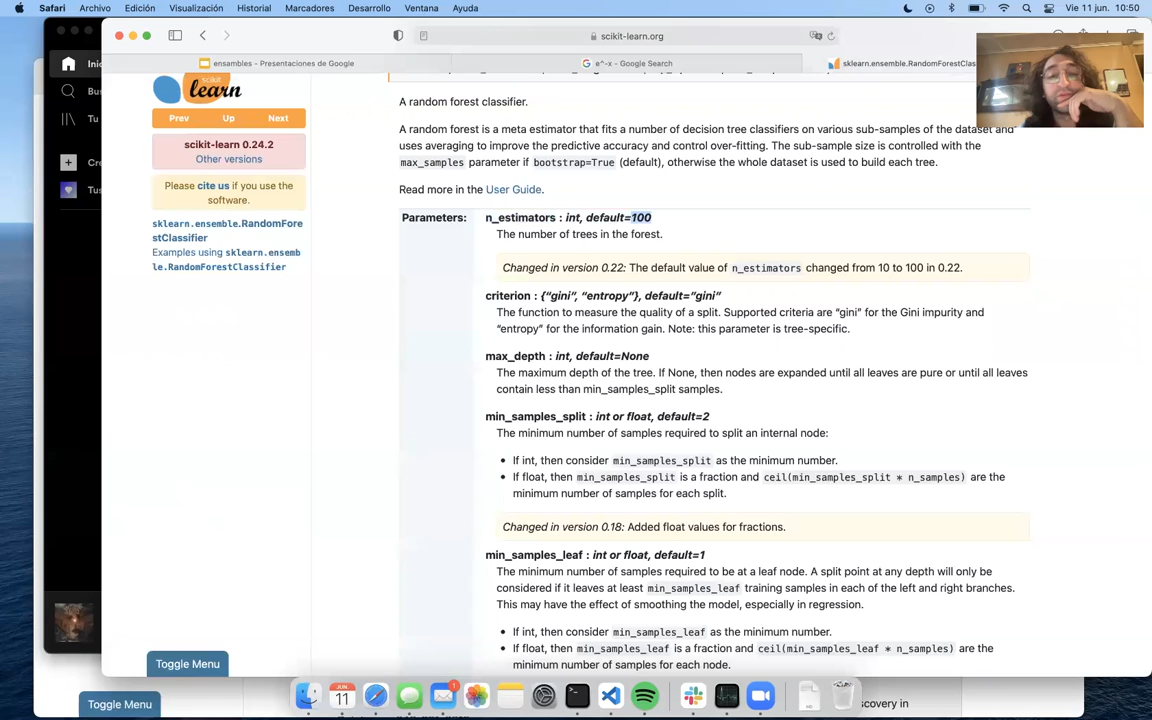 Safari Archivo Edición Visualización Historial Marcadores Desarrollo Ventana Ayuda Vie 11 jun. 10:50
scikit-learn.org
ensambles - Presentaciones de Google
e^-x - Google Search
sklearn.ensemble.RandomForestClas
Inic
Bus
Tu
Cre
Tus
scikit
learn
Prev Up Next
scikit-learn 0.24.2
Other versions
Please cite us if you use the
software.
sklearn.ensemble.RandomFore
stClassifier
Examples using sklearn.ensemb
le.RandomForestClassifier
Toggle Menu
Toggle Menu
A random forest classifier.
A random forest is a meta estimator that fits a number of decision tree classifiers on various sub-samples of the dataset and
uses averaging to improve the predictive accuracy and control over-fitting. The sub-sample size is controlled with the
max_samples parameter if bootstrap=True (default), otherwise the whole dataset is used to build each tree.
Read more in the User Guide.
Parameters:
n_estimators : int, default=100
The number of trees in the forest.
Changed in version 0.22: The default value of n_estimators changed from 10 to 100 in 0.22.
criterion : {“gini”, “entropy”}, default=”gini”
The function to measure the quality of a split. Supported criteria are “gini” for the Gini impurity and
“entropy” for the information gain. Note: this parameter is tree-specific.
max_depth : int, default=None
The maximum depth of the tree. If None, then nodes are expanded until all leaves are pure or until all leaves
contain less than min_samples_split samples.
min_samples_split : int or float, default=2
The minimum number of samples required to split an internal node:
• If int, then consider min_samples_split as the minimum number.
• If float, then min_samples_split is a fraction and ceil(min_samples_split * n_samples) are the
minimum number of samples for each split.
Changed in version 0.18: Added float values for fractions.
min_samples_leaf : int or float, default=1
The minimum number of samples required to be at a leaf node. A split point at any depth will only be
considered if it leaves at least min_samples_leaf training samples in each of the left and right branches.
This may have the effect of smoothing the model, especially in regression.
• If int, then consider min_samples_leaf as the minimum number.
• If float, then min_samples_leaf is a fraction and ceil(min_samples_leaf * n_samples) are the
minimum number of samples for each node.
JUN.
11
1
scovery in